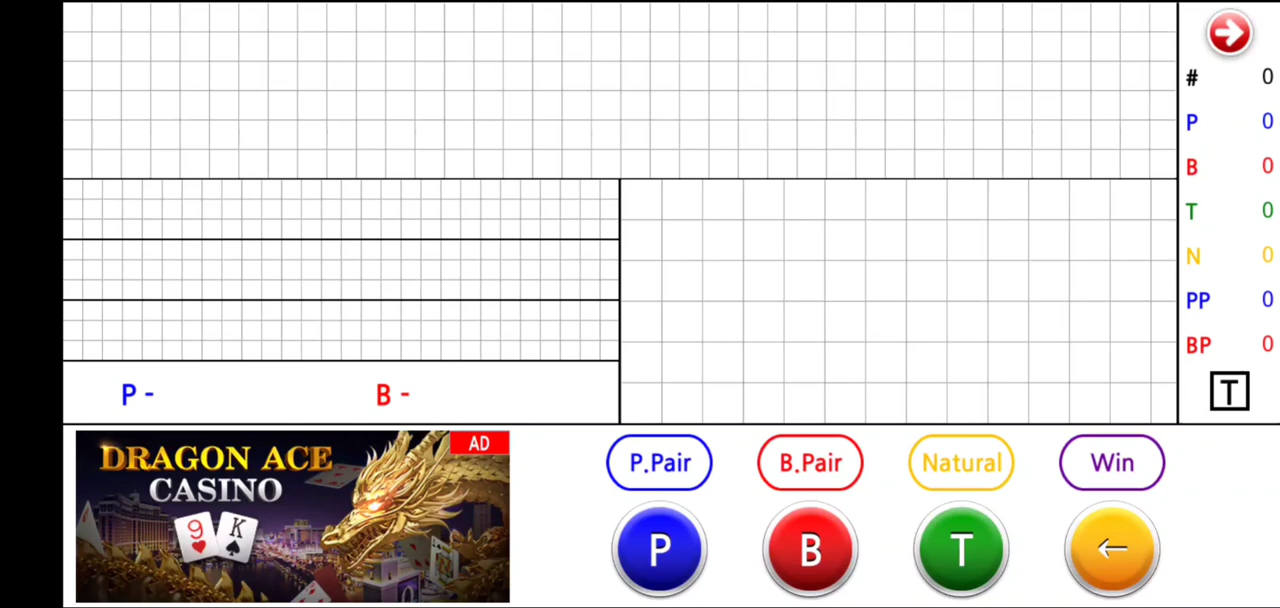 # 0
P 0
B 0
T 0
N 0
PP 0
BP 0
T
P - B -
AD
DRAGON ACE
CASINO
9 K
P.Pair B.Pair Natural Win
P B T ←